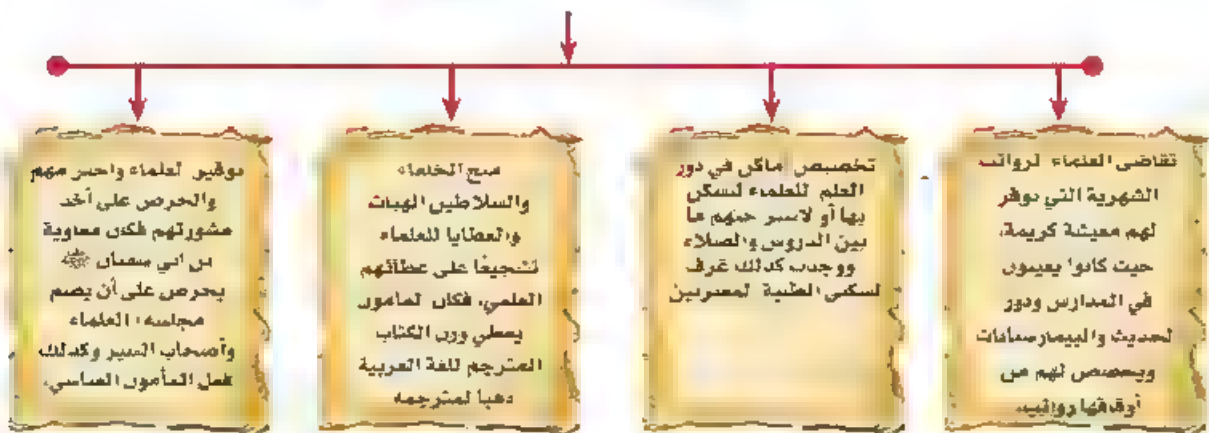 تقاضى العلماء الرواتب
الشهرية التي توفر
لهم معيشة كريمة،
حيث كانوا يعينون
في المدارس ودور
الحديث والبيمارستانات
ويخصص لهم من
أوقافها رواتب.
تخصيص أماكن في دور
العلم للعلماء للسكن
بها أو لاستراحتهم ما
بين الدروس والصلاة
ووجدت كذلك غرف
لسكنى الطلبة المغتربين
منح الخلفاء
والسلاطين الهبات
والعطايا للعلماء
تشجيعًا على عطائهم
العلمي، فكان المأمون
يعطي وزن الكتاب
المترجم للغة العربية
ذهبا لمترجمه
توقير العلماء واحترامهم
والحرص على أخذ
مشورتهم فكان معاوية
بن أبي سفيان ﷺ
يحرص على أن يضم
مجلسه العلماء
وأصحاب السير وكذلك
فعل المأمون العباسي.